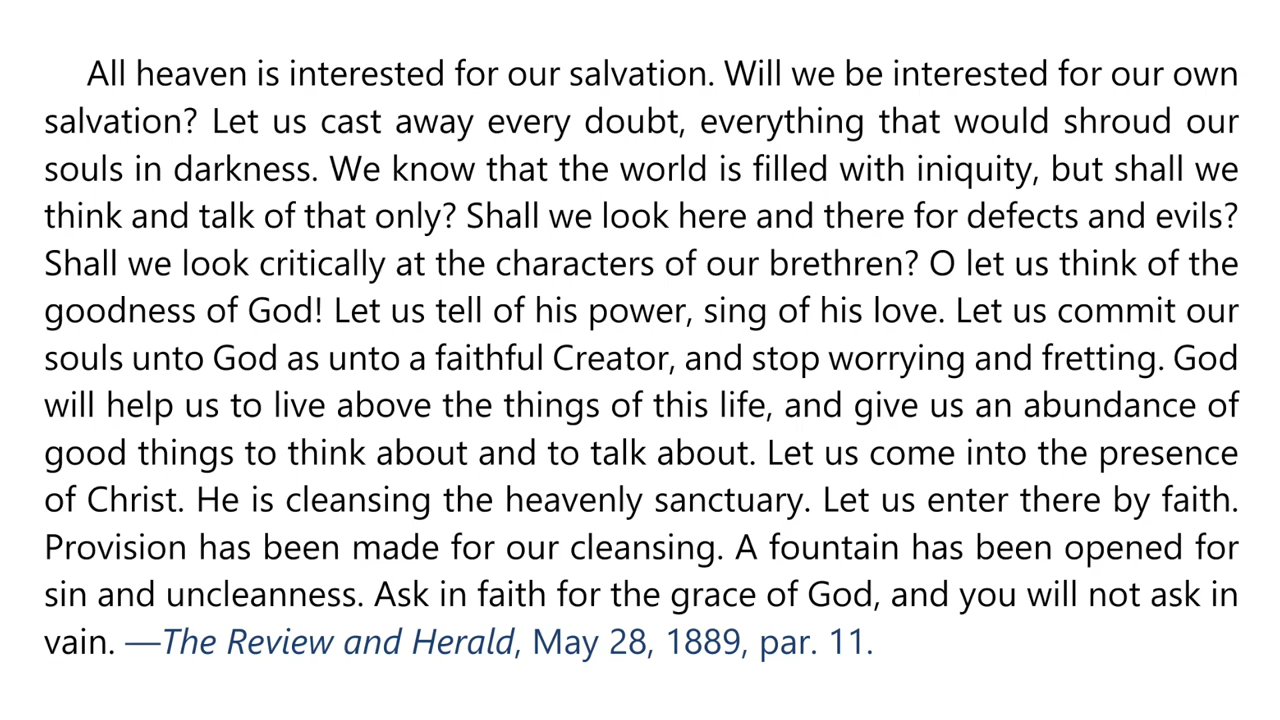 All heaven is interested for our salvation. Will we be interested for our own
salvation? Let us cast away every doubt, everything that would shroud our
souls in darkness. We know that the world is filled with iniquity, but shall we
think and talk of that only? Shall we look here and there for defects and evils?
Shall we look critically at the characters of our brethren? O let us think of the
goodness of God! Let us tell of his power, sing of his love. Let us commit our
souls unto God as unto a faithful Creator, and stop worrying and fretting. God
will help us to live above the things of this life, and give us an abundance of
good things to think about and to talk about. Let us come into the presence
of Christ. He is cleansing the heavenly sanctuary. Let us enter there by faith.
Provision has been made for our cleansing. A fountain has been opened for
sin and uncleanness. Ask in faith for the grace of God, and you will not ask in
vain. —The Review and Herald, May 28, 1889, par. 11.